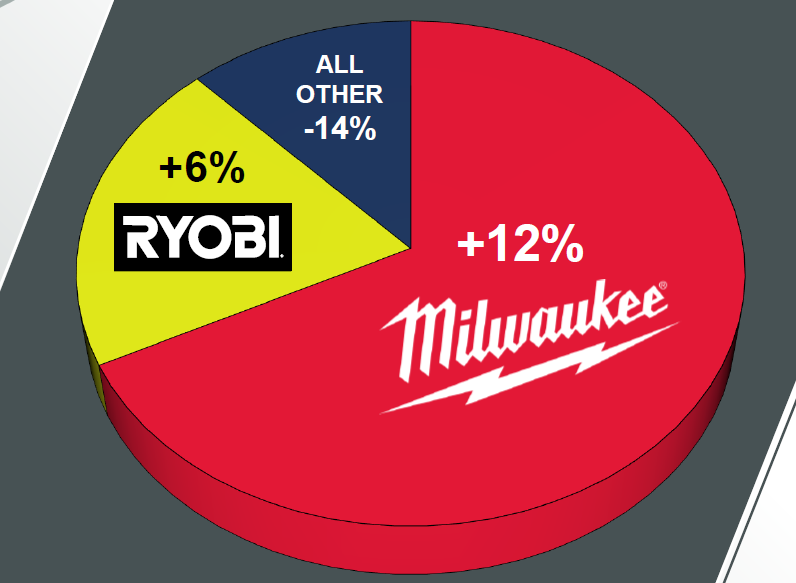 ALL
OTHER
-14%
+6%
RYOBI
+12%
Milwaukee®